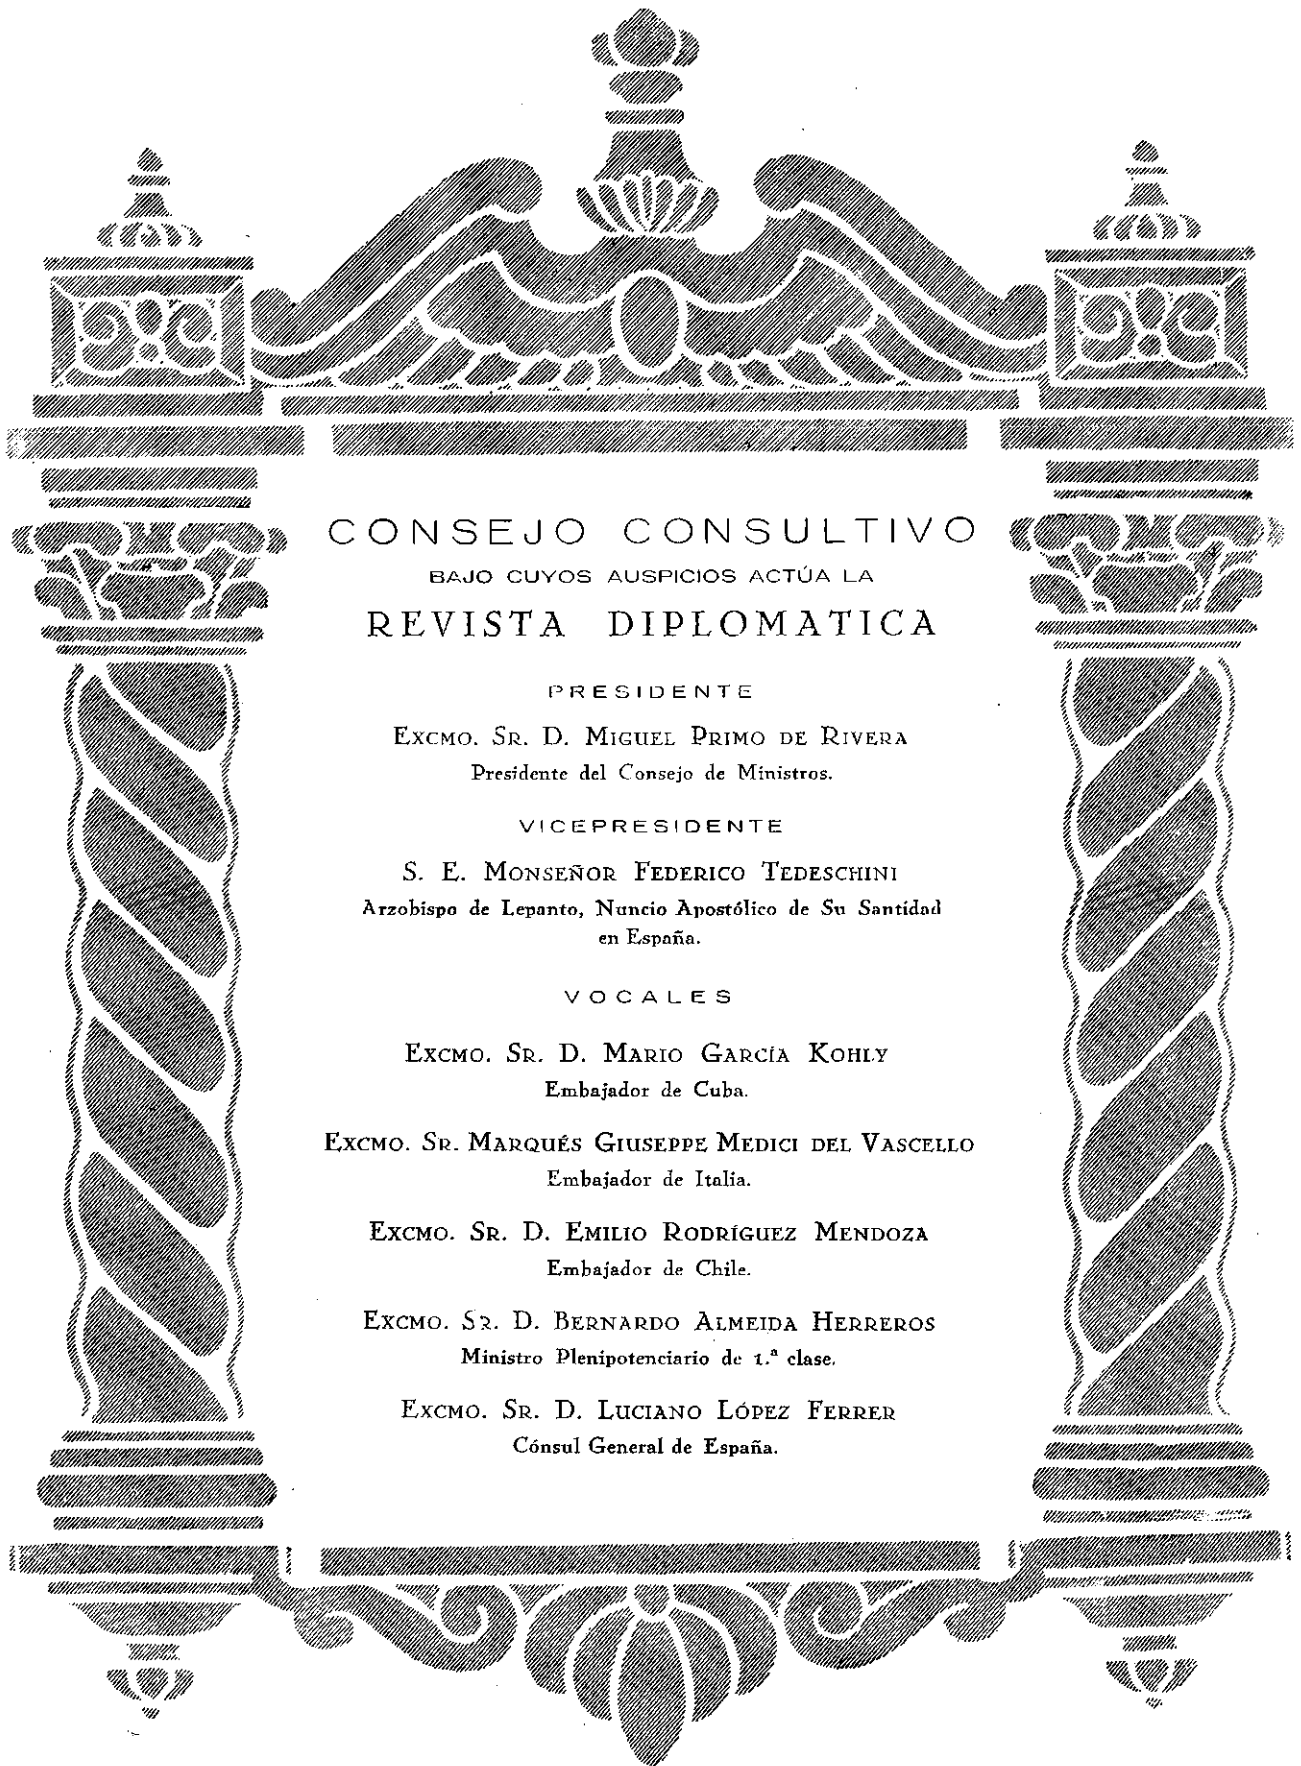 CONSEJO CONSULTIVO
BAJO CUYOS AUSPICIOS ACTÚA LA
REVISTA DIPLOMATICA
PRESIDENTE
EXCMO. SR. D. MIGUEL PRIMO DE RIVERA
Presidente del Consejo de Ministros.
VICEPRESIDENTE
S. E. MONSEÑOR FEDERICO TEDESCHINI
Arzobispo de Lepanto, Nuncio Apostólico de Su Santidad
en España.
VOCALES
EXCMO. SR. D. MARIO GARCÍA KOHLY
Embajador de Cuba.
EXCMO. SR. MARQUÉS GIUSEPPE MEDICI DEL VASCELLO
Embajador de Italia.
EXCMO. SR. D. EMILIO RODRÍGUEZ MENDOZA
Embajador de Chile.
EXCMO. SR. D. BERNARDO ALMEIDA HERREROS
Ministro Plenipotenciario de 1.ª clase.
EXCMO. SR. D. LUCIANO LÓPEZ FERRER
Cónsul General de España.